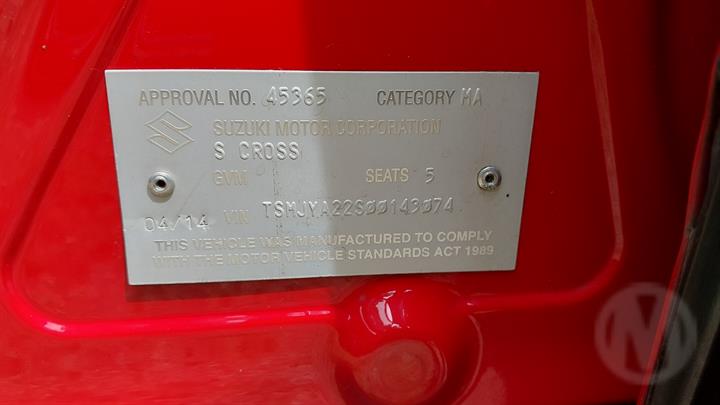 APPROVAL NO. 45365 CATEGORY MA
SUZUKI MOTOR CORPORATION
S CROSS
GVM SEATS 5
04/14 VIN TSMJYA22S00143074
THIS VEHICLE WAS MANUFACTURED TO COMPLY
WITH THE MOTOR VEHICLE STANDARDS ACT 1989
M